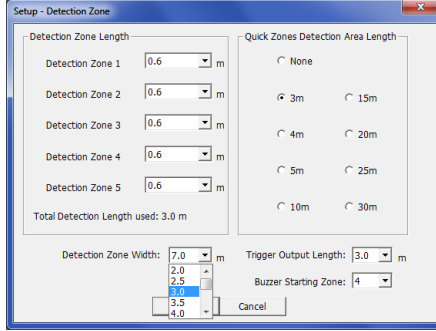 Setup - Detection Zone
Detection Zone Length
Detection Zone 1 0.6 m
Detection Zone 2 0.6 m
Detection Zone 3 0.6 m
Detection Zone 4 0.6 m
Detection Zone 5 0.6 m
Total Detection Length used: 3.0 m
Quick Zones Detection Area Length
None
3m 15m
4m 20m
5m 25m
10m 30m
Detection Zone Width: 7.0 m
2.0
2.5
3.0
3.5
4.0
Trigger Output Length: 3.0 m
Buzzer Starting Zone: 4
Cancel